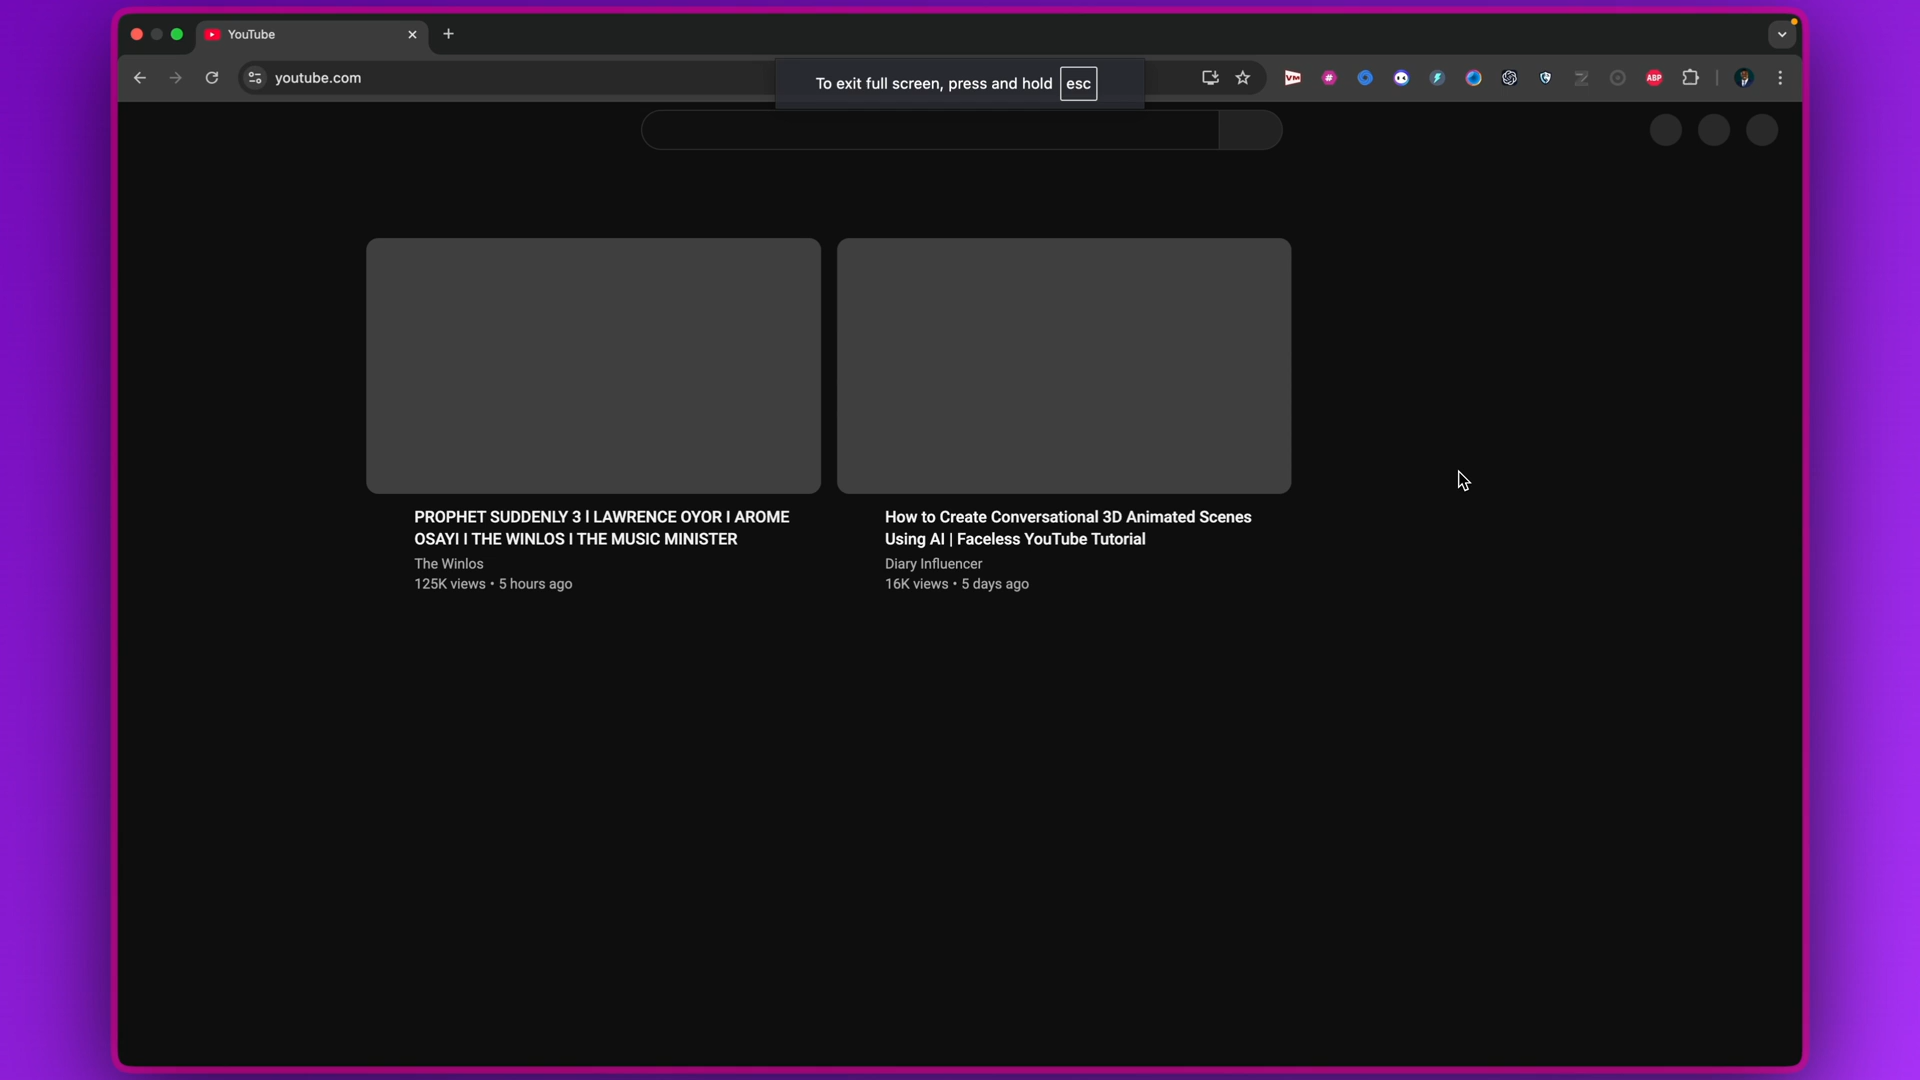 YouTube
youtube.com
To exit full screen, press and hold esc
VM
ABP
PROPHET SUDDENLY 3 l LAWRENCE OYOR l AROME
OSAYI l THE WINLOS l THE MUSIC MINISTER
The Winlos
125K views • 5 hours ago
How to Create Conversational 3D Animated Scenes
Using AI | Faceless YouTube Tutorial
Diary Influencer
16K views • 5 days ago